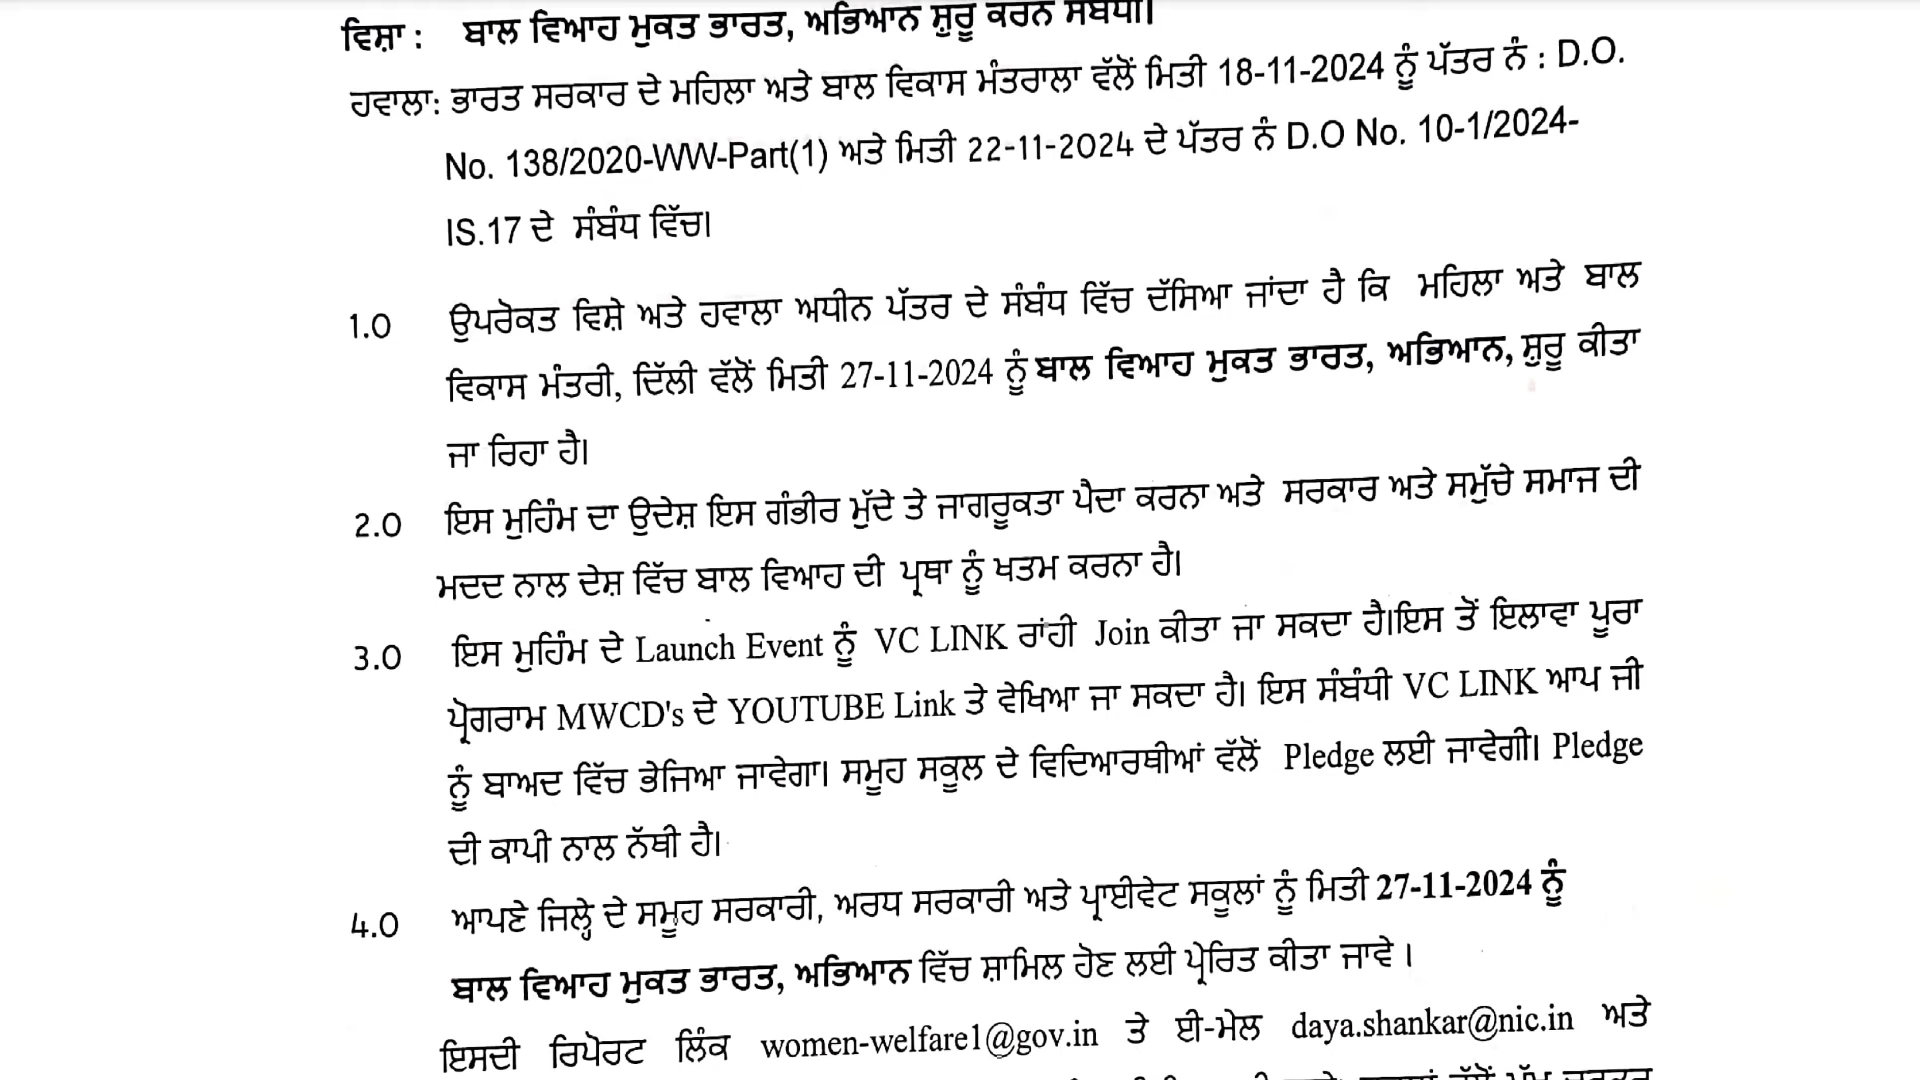 ਵਿਸ਼ਾ : ਬਾਲ ਵਿਆਹ ਮੁਕਤ ਭਾਰਤ, ਅਭਿਆਨ ਸ਼ੁਰੂ ਕਰਨ ਸਬੰਧੀ।
ਹਵਾਲਾ: ਭਾਰਤ ਸਰਕਾਰ ਦੇ ਮਹਿਲਾ ਅਤੇ ਬਾਲ ਵਿਕਾਸ ਮੰਤਰਾਲਾ ਵੱਲੋਂ ਮਿਤੀ 18-11-2024 ਨੂੰ ਪੱਤਰ ਨੰ : D.O.
No. 138/2020-WW-Part(1) ਅਤੇ ਮਿਤੀ 22-11-2024 ਦੇ ਪੱਤਰ ਨੰ D.O No. 10-1/2024-
IS.17 ਦੇ ਸੰਬੰਧ ਵਿੱਚ।
1.0 ਉਪਰੋਕਤ ਵਿਸ਼ੇ ਅਤੇ ਹਵਾਲਾ ਅਧੀਨ ਪੱਤਰ ਦੇ ਸੰਬੰਧ ਵਿੱਚ ਦੱਸਿਆ ਜਾਂਦਾ ਹੈ ਕਿ ਮਹਿਲਾ ਅਤੇ ਬਾਲ
ਵਿਕਾਸ ਮੰਤਰੀ, ਦਿੱਲੀ ਵੱਲੋਂ ਮਿਤੀ 27-11-2024 ਨੂੰ ਬਾਲ ਵਿਆਹ ਮੁਕਤ ਭਾਰਤ, ਅਭਿਆਨ, ਸ਼ੁਰੂ ਕੀਤਾ
ਜਾ ਰਿਹਾ ਹੈ।
2.0 ਇਸ ਮੁਹਿੰਮ ਦਾ ਉਦੇਸ਼ ਇਸ ਗੰਭੀਰ ਮੁੱਦੇ ਤੇ ਜਾਗਰੂਕਤਾ ਪੈਦਾ ਕਰਨਾ ਅਤੇ ਸਰਕਾਰ ਅਤੇ ਸਮੁੱਚੇ ਸਮਾਜ ਦੀ
ਮਦਦ ਨਾਲ ਦੇਸ਼ ਵਿੱਚ ਬਾਲ ਵਿਆਹ ਦੀ ਪ੍ਰਥਾ ਨੂੰ ਖਤਮ ਕਰਨਾ ਹੈ।
3.0 ਇਸ ਮੁਹਿੰਮ ਦੇ Launch Event ਨੂੰ VC LINK ਰਾਂਹੀ Join ਕੀਤਾ ਜਾ ਸਕਦਾ ਹੈ।ਇਸ ਤੋਂ ਇਲਾਵਾ ਪੂਰਾ
ਪ੍ਰੋਗਰਾਮ MWCD's ਦੇ YOUTUBE Link ਤੇ ਵੇਖਿਆ ਜਾ ਸਕਦਾ ਹੈ। ਇਸ ਸੰਬੰਧੀ VC LINK ਆਪ ਜੀ
ਨੂੰ ਬਾਅਦ ਵਿੱਚ ਭੇਜਿਆ ਜਾਵੇਗਾ। ਸਮੂਹ ਸਕੂਲ ਦੇ ਵਿਦਿਆਰਥੀਆਂ ਵੱਲੋਂ Pledge ਲਈ ਜਾਵੇਗੀ। Pledge
ਦੀ ਕਾਪੀ ਨਾਲ ਨੱਥੀ ਹੈ।
4.0 ਆਪਣੇ ਜਿਲ੍ਹੇ ਦੇ ਸਮੂਹ ਸਰਕਾਰੀ, ਅਰਧ ਸਰਕਾਰੀ ਅਤੇ ਪ੍ਰਾਈਵੇਟ ਸਕੂਲਾਂ ਨੂੰ ਮਿਤੀ 27-11-2024 ਨੂੰ
ਬਾਲ ਵਿਆਹ ਮੁਕਤ ਭਾਰਤ, ਅਭਿਆਨ ਵਿੱਚ ਸ਼ਾਮਿਲ ਹੋਣ ਲਈ ਪ੍ਰੇਰਿਤ ਕੀਤਾ ਜਾਵੇ ।
ਇਸਦੀ ਰਿਪੋਰਟ ਲਿੰਕ women-welfare1@gov.in ਤੇ ਈ-ਮੇਲ daya.shankar@nic.in ਅਤੇ